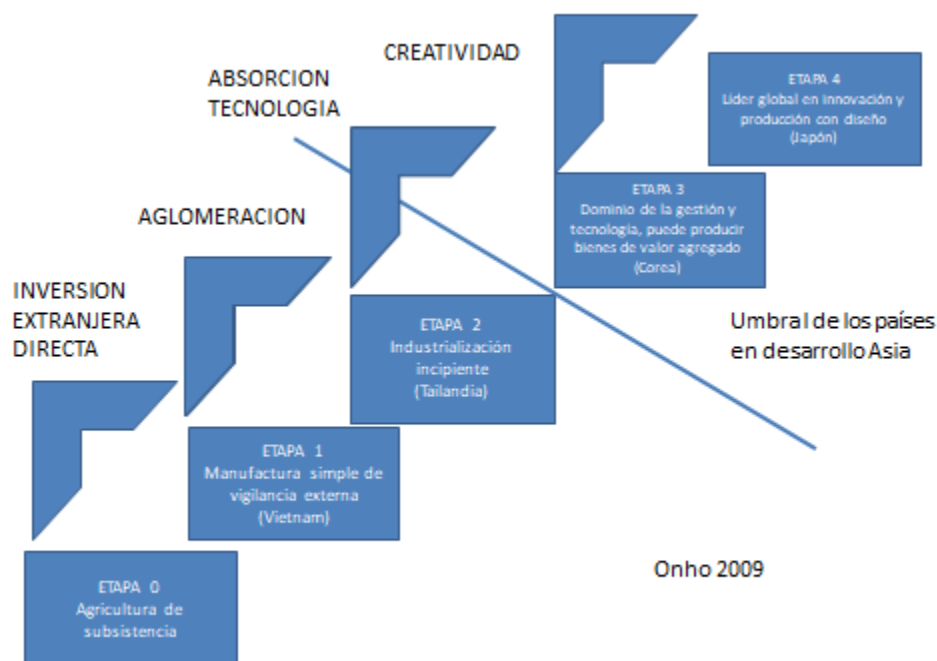 CREATIVIDAD
ABSORCION
TECNOLOGIA
ETAPA 4
Líder global en innovación y
producción con diseño
(Japón)
ETAPA 3
Dominio de la gestión y
tecnología, puede producir
bienes de valor agregado
(Corea)
AGLOMERACION
INVERSION
EXTRANJERA
DIRECTA
ETAPA 2
Industrialización
incipiente
(Tailandia)
Umbral de los países
en desarrollo Asia
ETAPA 1
Manufactura simple de
vigilancia externa
(Vietnam)
Onho 2009
ETAPA 0
Agricultura de
subsistencia